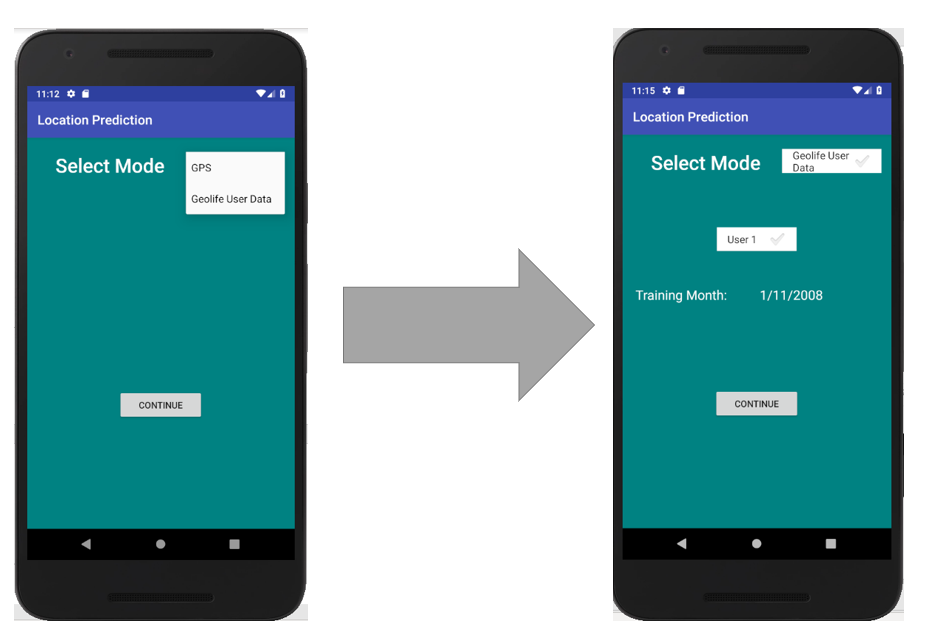 11:12
Location Prediction
Select Mode
GPS
Geolife User Data
CONTINUE
11:15
Location Prediction
Select Mode
Geolife User
Data
User 1
Training Month: 1/11/2008
CONTINUE